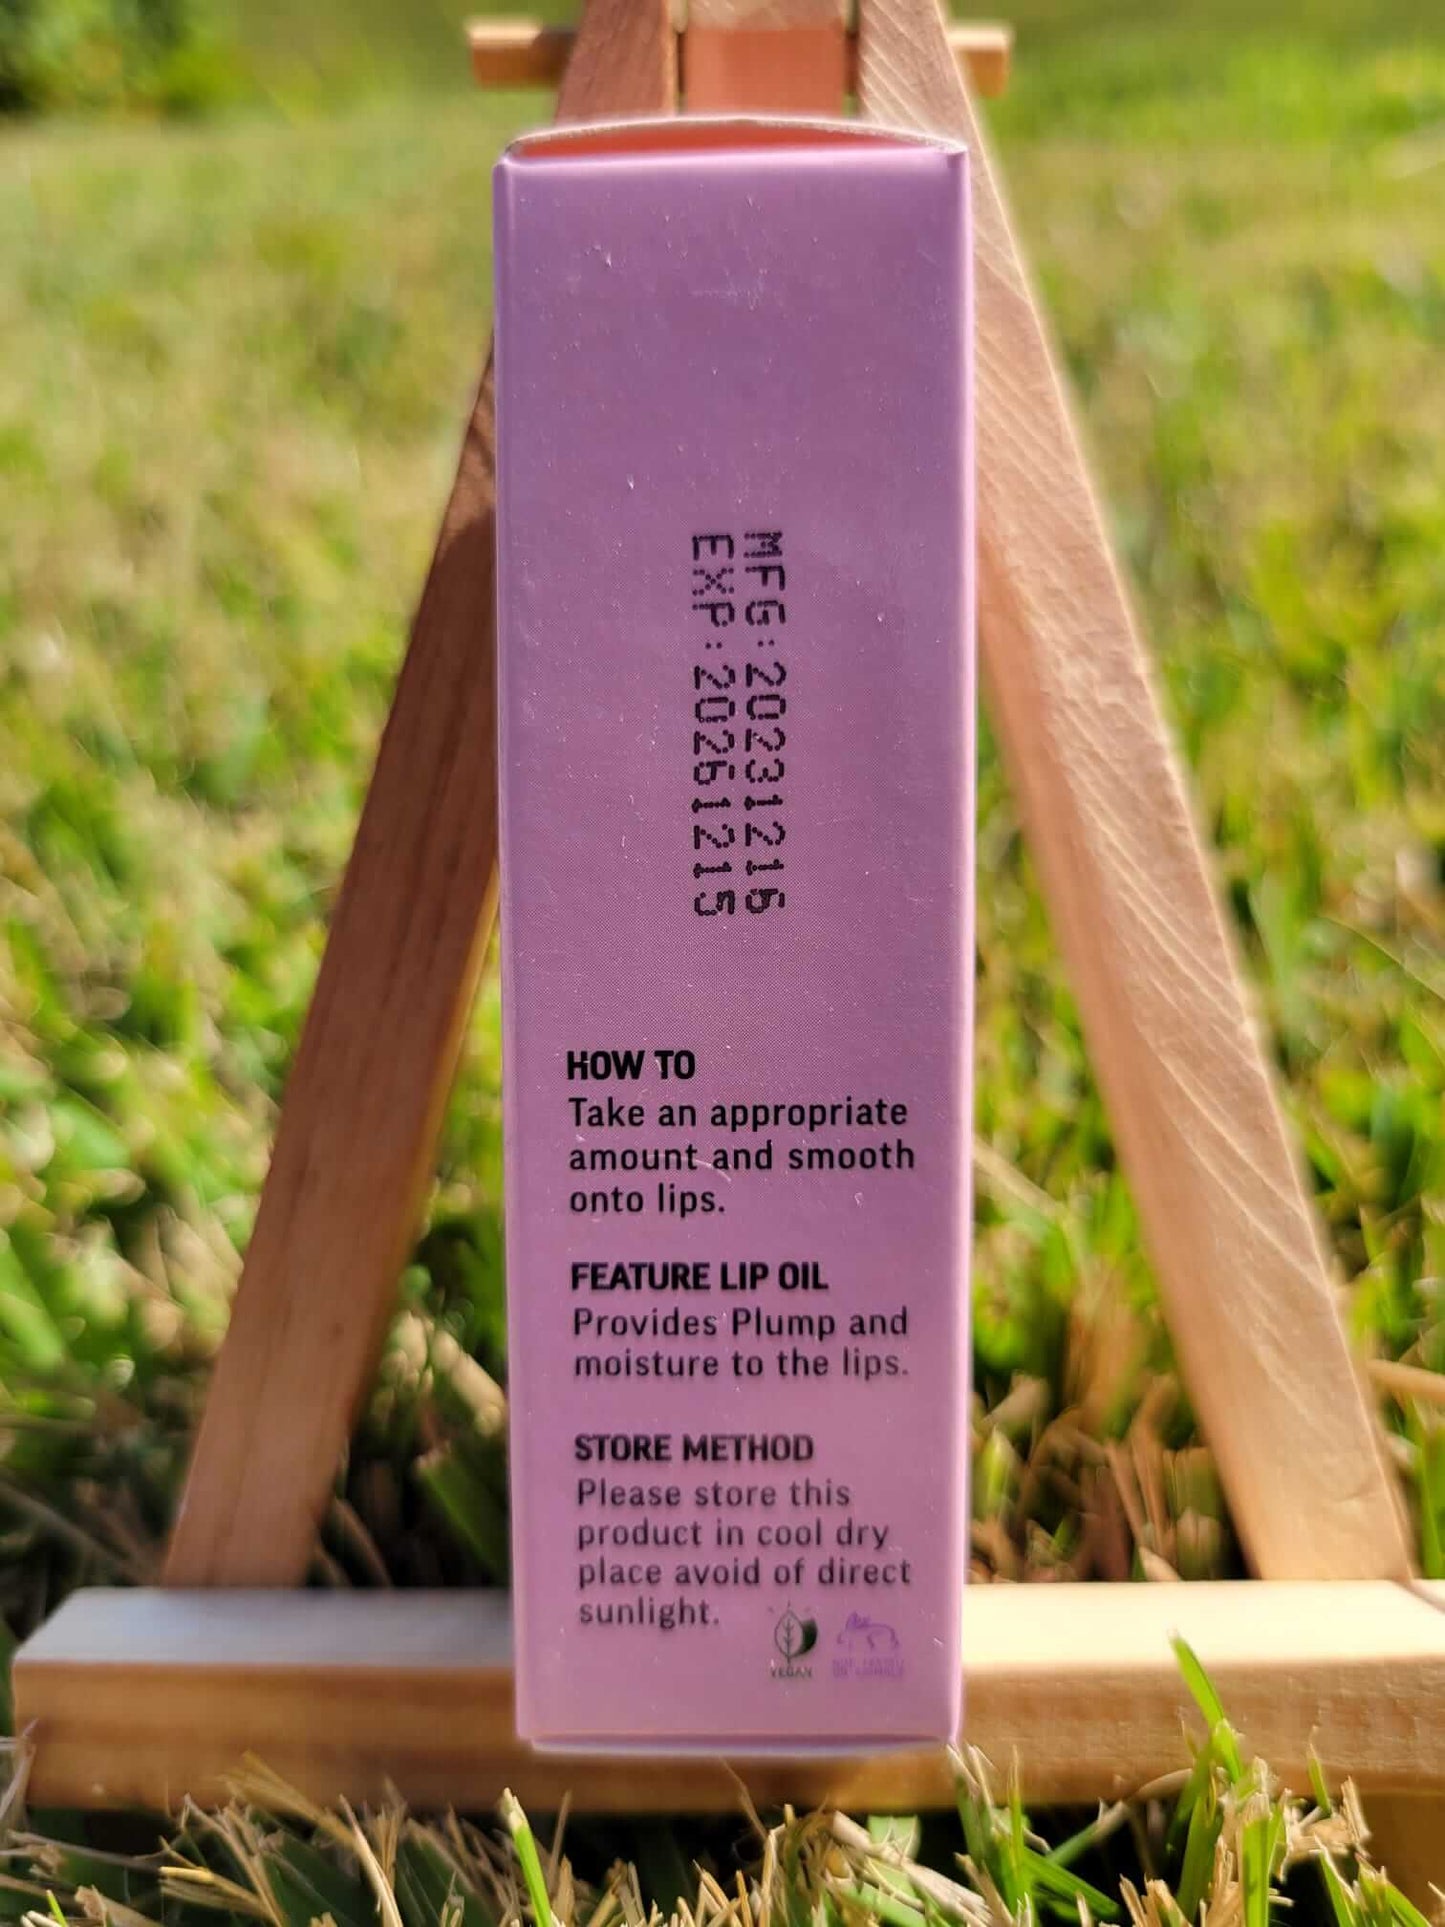 MFG:20231216
EXP:20261215
HOW TO
Take an appropriate
amount and smooth
onto lips.
FEATURE LIP OIL
Provides Plump and
moisture to the lips.
STORE METHOD
Please store this
product in cool dry
place avoid of direct
sunlight.
VEGAN